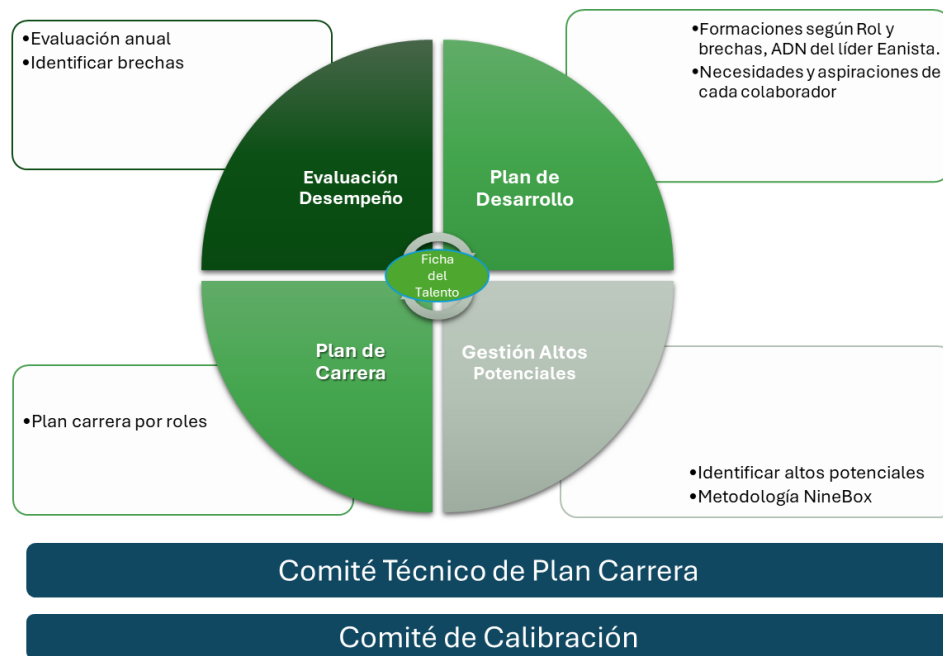 •Evaluación anual
•Identificar brechas
•Formaciones según Rol y
brechas, ADN del líder Eanista.
•Necesidades y aspiraciones de
cada colaborador
Evaluación
Desempeño
Plan de
Desarrollo
Ficha
del
Talento
Plan de
Carrera
Gestión Altos
Potenciales
•Plan carrera por roles
•Identificar altos potenciales
•Metodología NineBox
Comité Técnico de Plan Carrera
Comité de Calibración